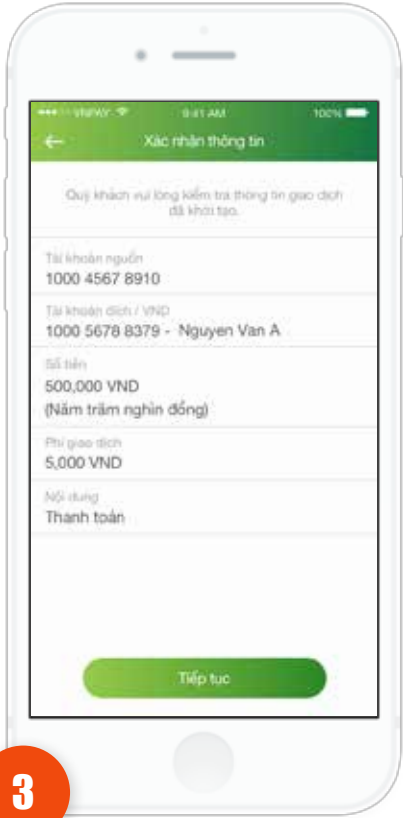 VNPAY 9:41 AM 100%
Xác nhận thông tin
Quý khách vui lòng kiểm tra thông tin giao dịch
đã khởi tạo.
Tài khoản nguồn
1000 4567 8910
Tài khoản đích / VND
1000 5678 8379 - Nguyen Van A
Số tiền
500,000 VND
(Năm trăm nghìn đồng)
Phí giao dịch
5,000 VND
Nội dung
Thanh toán
Tiếp tục
3